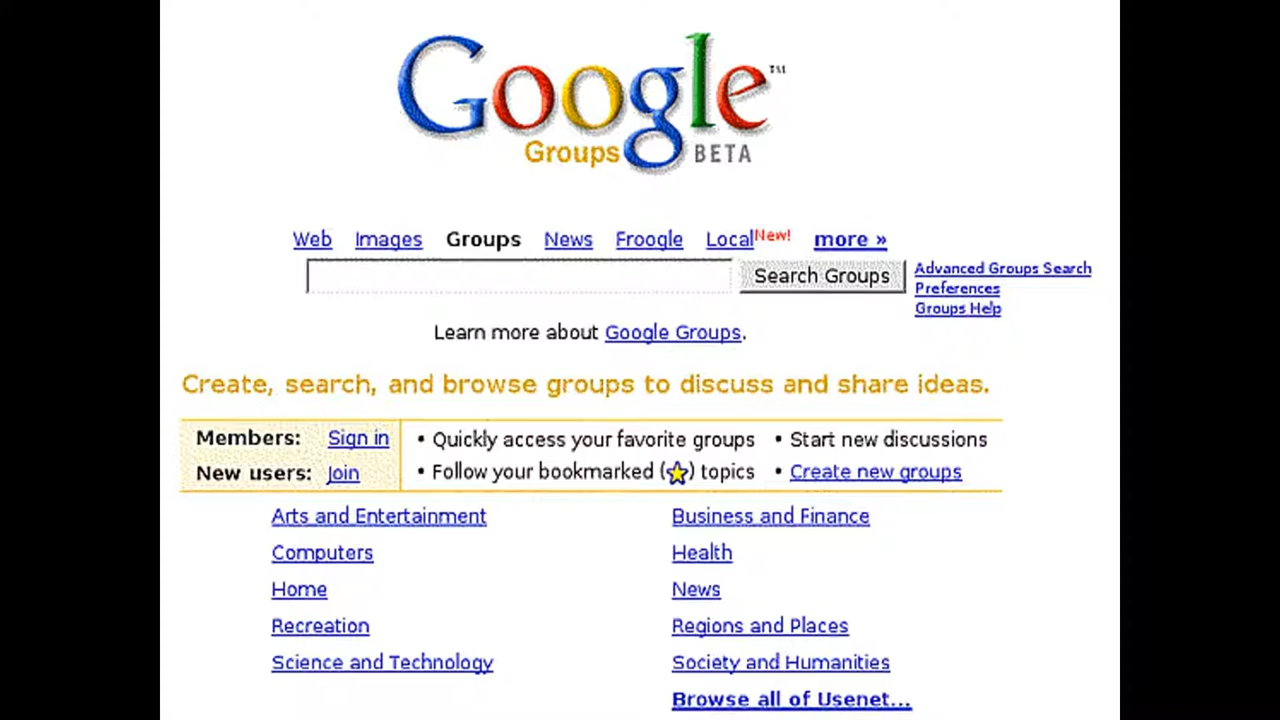 Google™
Groups BETA
Web Images Groups News Froogle Local New! more »
Search Groups
Advanced Groups Search
Preferences
Groups Help
Learn more about Google Groups.
Create, search, and browse groups to discuss and share ideas.
Members: Sign in • Quickly access your favorite groups • Start new discussions
New users: Join • Follow your bookmarked (⭐) topics • Create new groups
Arts and Entertainment Business and Finance
Computers Health
Home News
Recreation Regions and Places
Science and Technology Society and Humanities
Browse all of Usenet...